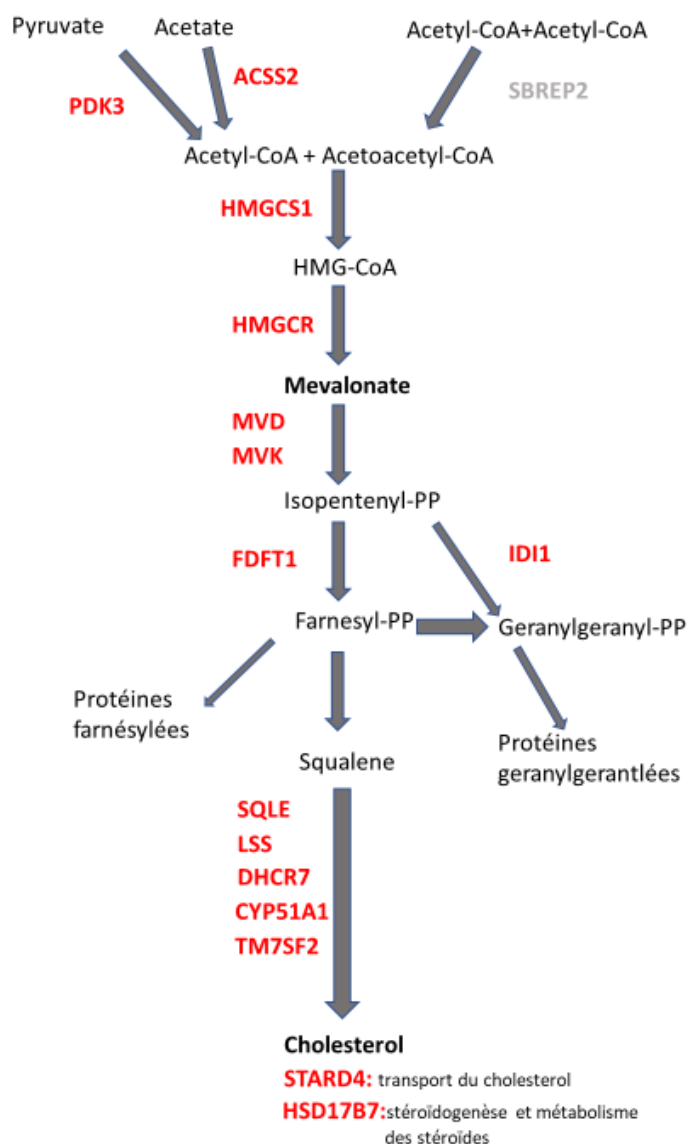 Pyruvate Acetate Acetyl-CoA+Acetyl-CoA
ACSS2
PDK3
SBREP2
Acetyl-CoA + Acetoacetyl-CoA
HMGCS1
HMG-CoA
HMGCR
Mevalonate
MVD
MVK
Isopentenyl-PP
FDFT1
IDI1
Farnesyl-PP
Geranylgeranyl-PP
Protéines
farnésylées
Protéines
geranylgerantlées
Squalene
SQLE
LSS
DHCR7
CYP51A1
TM7SF2
Cholesterol
STARD4: transport du cholesterol
HSD17B7:stéroïdogenèse et métabolisme
des stéroïdes